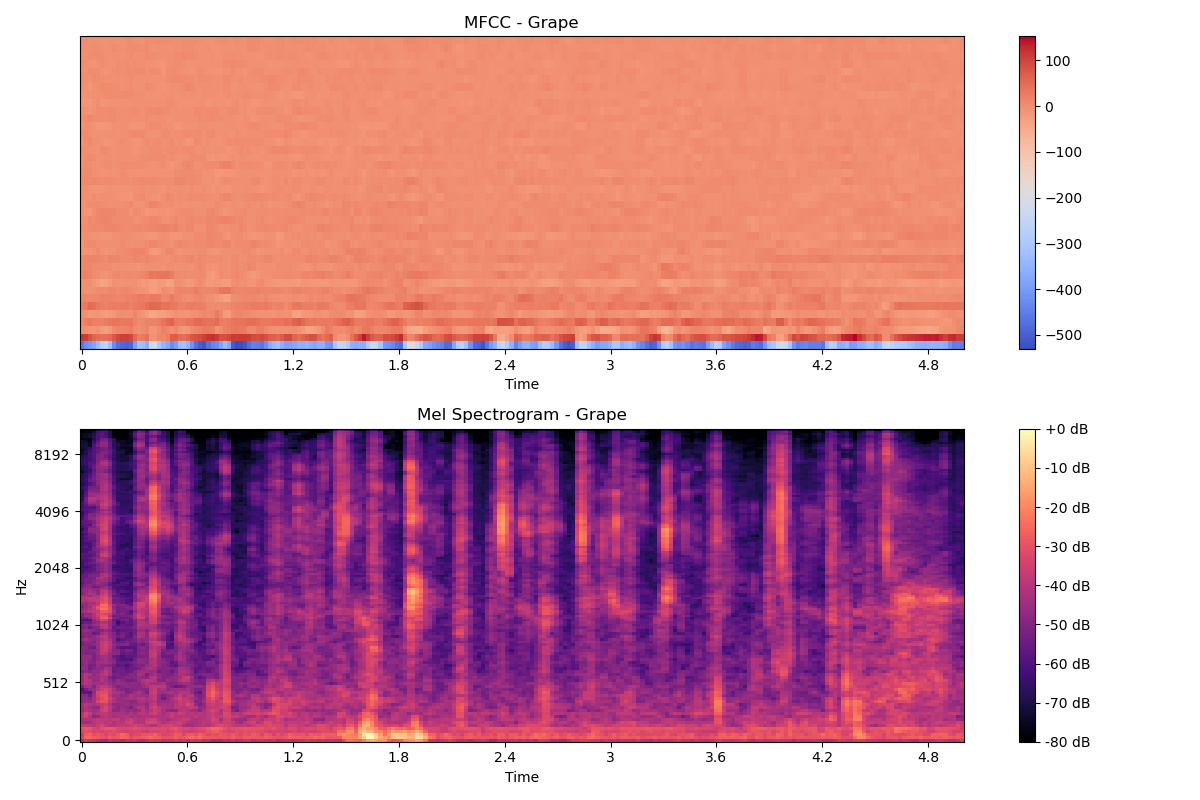 MFCC - Grape
100
0
−100
−200
−300
−400
−500
0 0.6 1.2 1.8 2.4 3 3.6 4.2 4.8
Time
Mel Spectrogram - Grape
8192
4096
2048
1024
512
0
Hz
+0 dB
-10 dB
-20 dB
-30 dB
-40 dB
-50 dB
-60 dB
-70 dB
-80 dB
0 0.6 1.2 1.8 2.4 3 3.6 4.2 4.8
Time